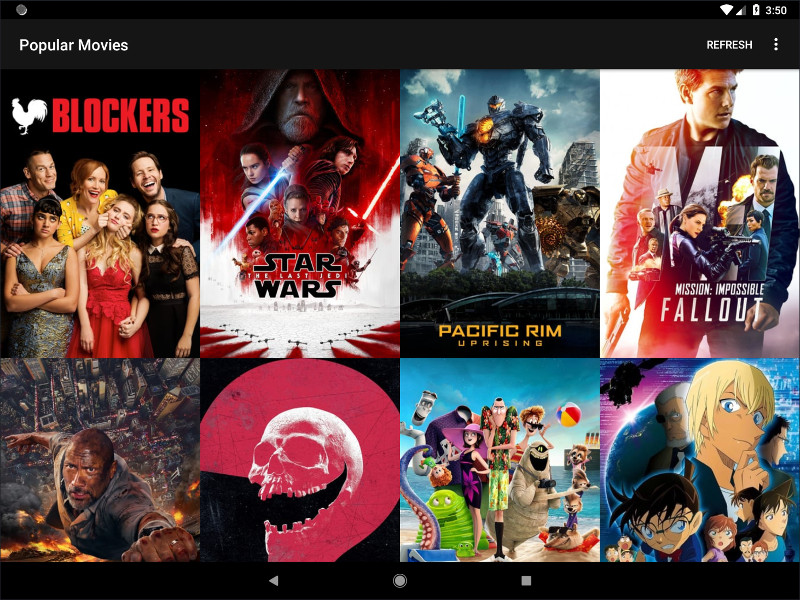 3:50
Popular Movies
REFRESH
BLOCKERS
STAR
THE LAST JEDI
WARS
PACIFIC RIM
UPRISING
MISSION: IMPOSSIBLE
FALLOUT